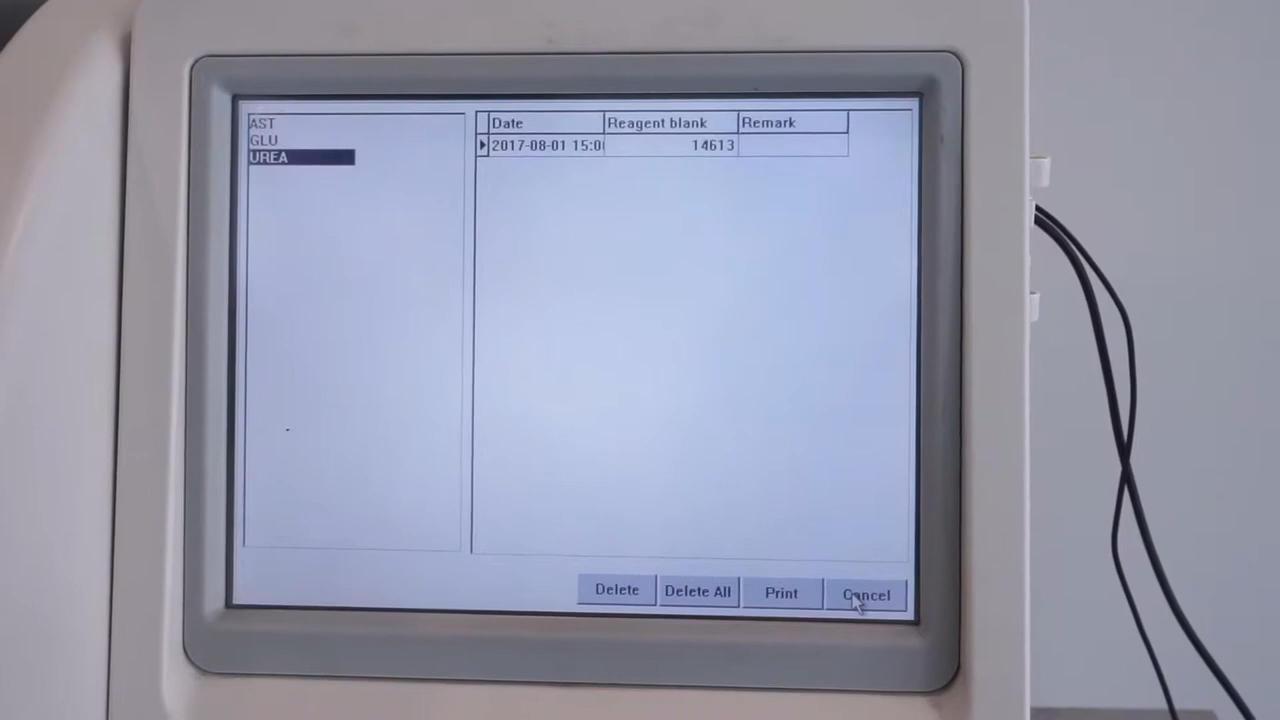 AST
GLU
UREA
Date Reagent blank Remark
2017-08-01 15:0 14613
Delete Delete All Print Cancel